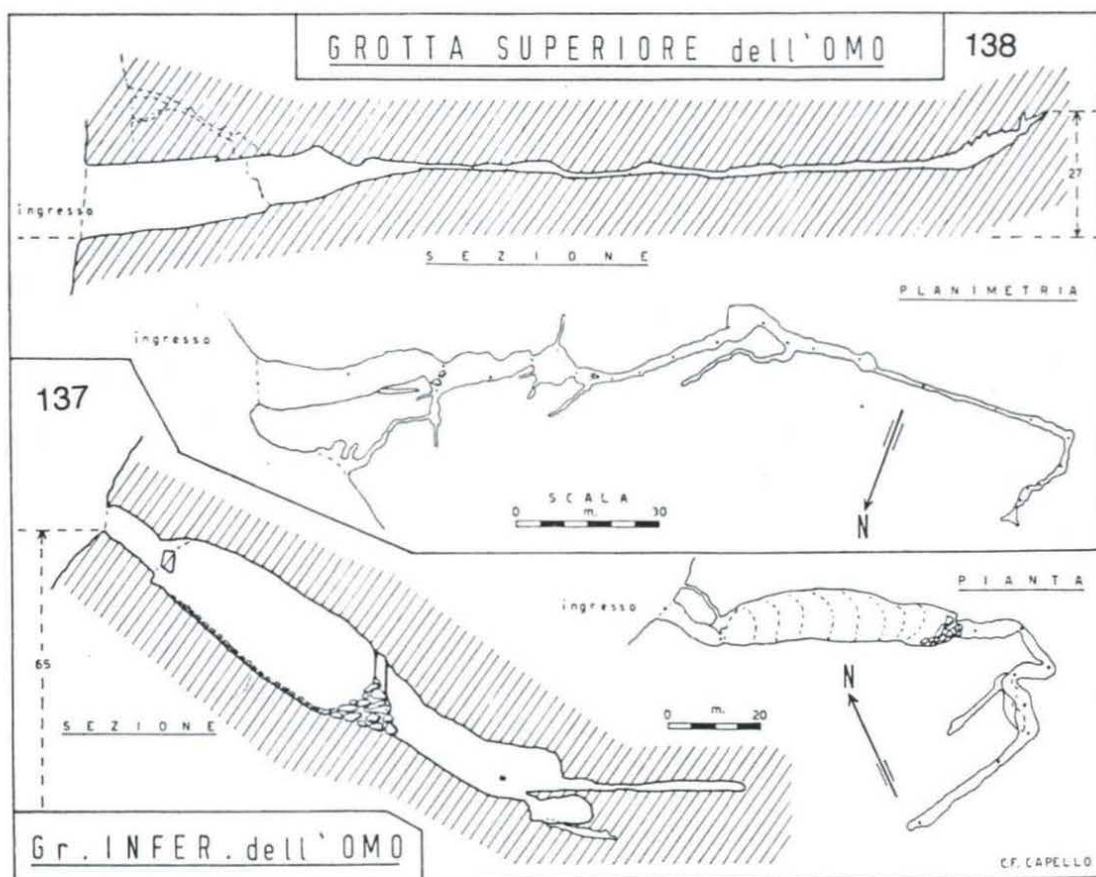 GROTTA SUPERIORE dell'OMO
138
27
ingresso
SEZIONE
PLANIMETRIA
ingresso
137
SCALA
0 m. 30
N
PIANTA
ingresso
65
N
SEZIONE
0 m. 20
Gr. INFER. dell'OMO
C.F. CAPELLO